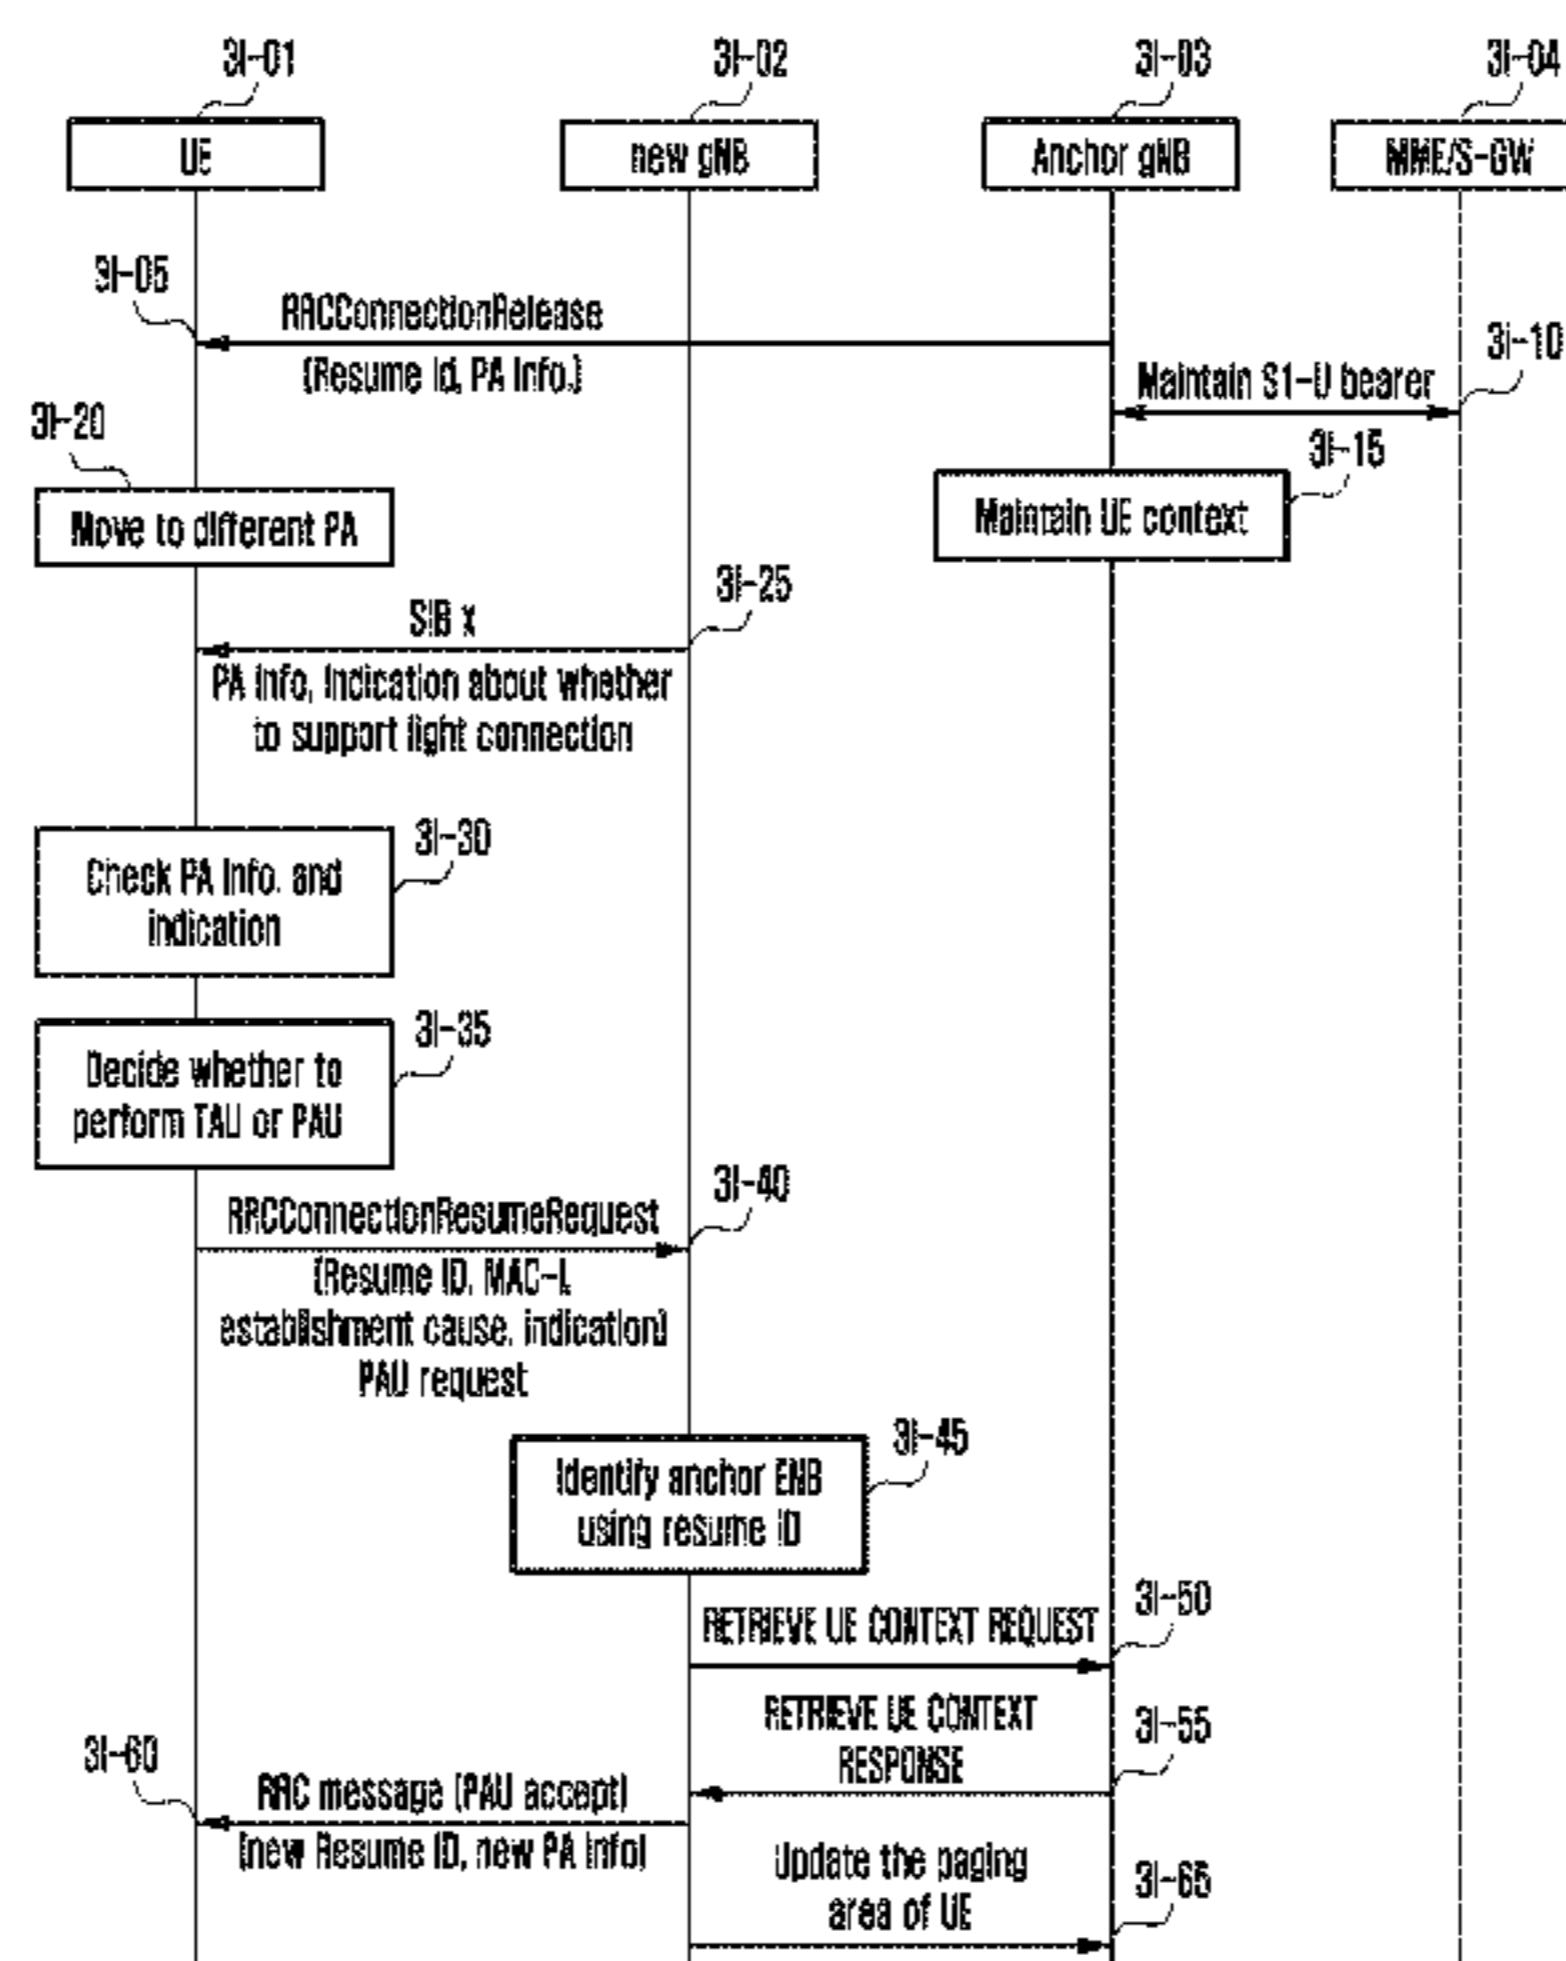 3l-01
3l-02
3l-03
3l-04
UE
new gNB
Anchor gNB
MME/S-GW
3l-05
RRCConnectionRelease
(Resume Id, PA Info.)
3i-10
Maintain S1-U bearer
3l-20
3l-15
Move to different PA
Maintain UE context
3l-25
SIB x
PA Info, Indication about whether
to support light connection
3l-30
Check PA Info. and
indication
3l-35
Decide whether to
perform TAU or PAU
3l-40
RRCConnectionResumeRequest
(Resume ID, MAC-I,
establishment cause, indication)
PAU request
3l-45
Identify anchor ENB
using resume ID
3l-50
RETRIEVE UE CONTEXT REQUEST
RETRIEVE UE CONTEXT
RESPONSE
3l-55
3l-60
RRC message (PAU accept)
(new Resume ID, new PA Info)
Update the paging
area of UE
3l-65